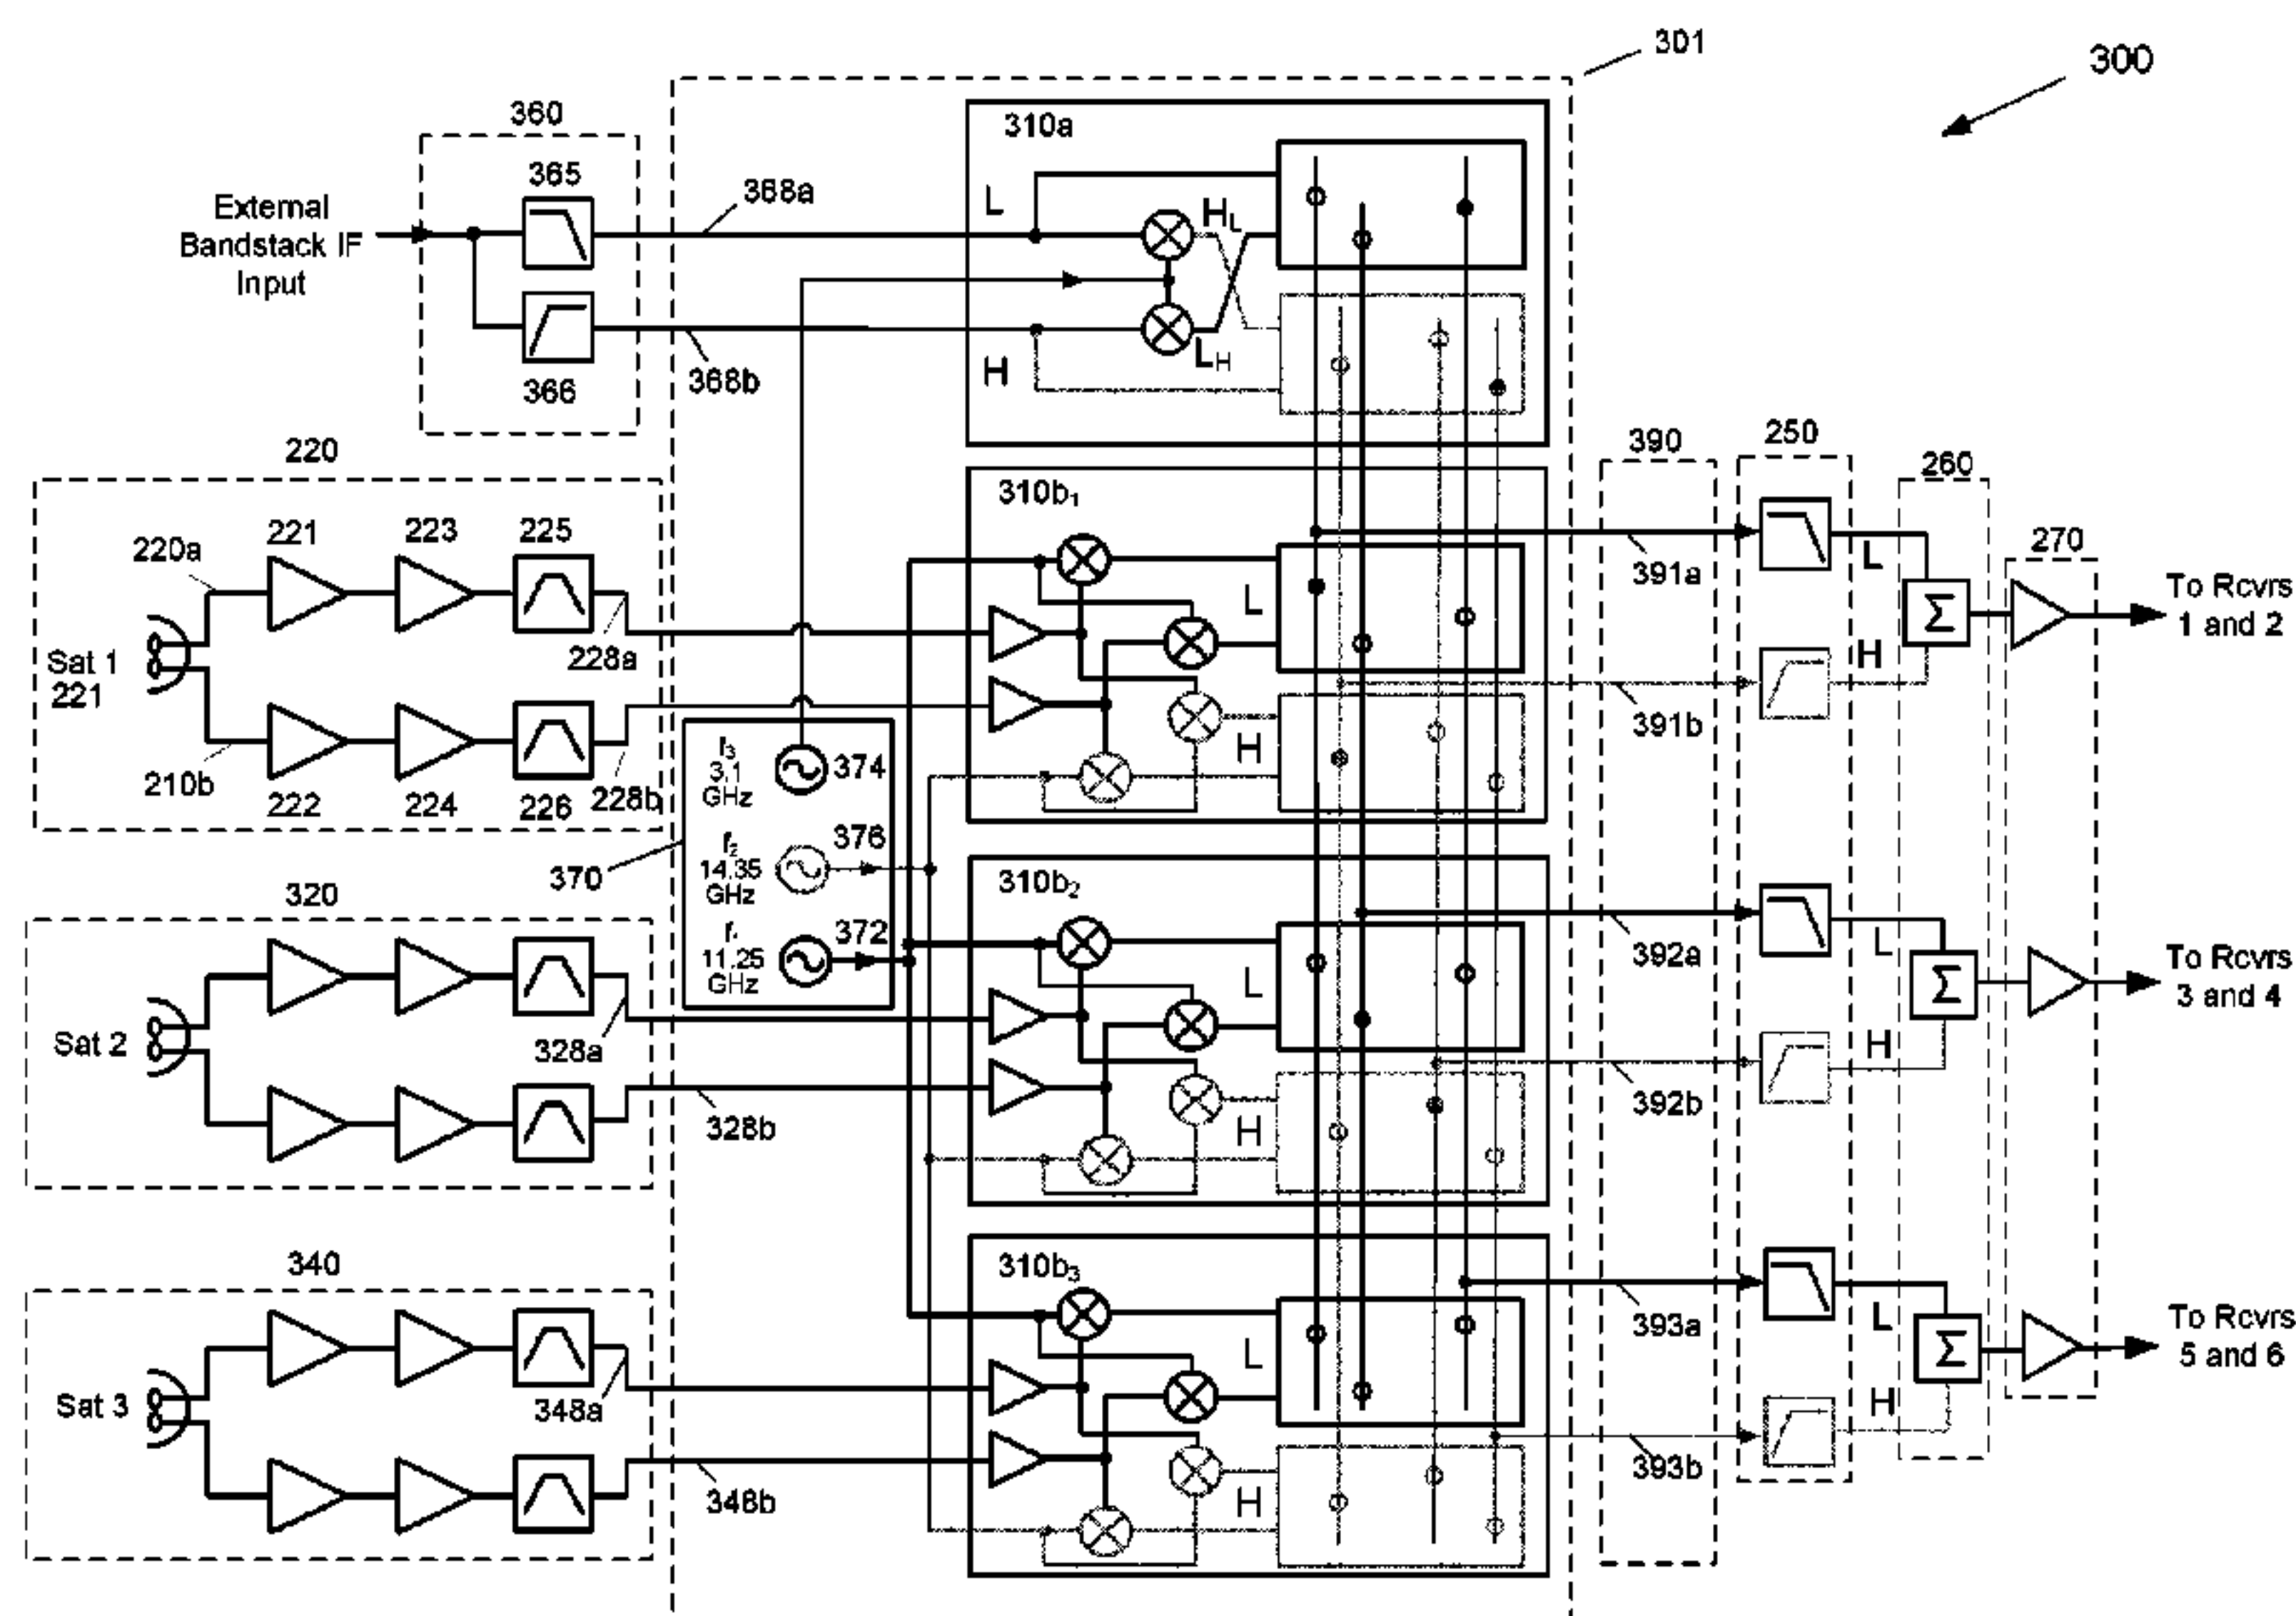 301
300
360
310a
365
368a
L
H_L
External
Bandstack IF
Input
366
368b
H
L_H
220
390
250
260
310b₁
220a
221
223
225
270
391a
L
To Rcvrs
1 and 2
L
Σ
Sat 1
221
228a
H
391b
H
210b
222
224
226
228b
f₃
3.1
GHz
374
f₂
14.35
GHz
376
370
f₁
11.25
GHz
372
320
310b₂
392a
L
To Rcvrs
3 and 4
L
Σ
Sat 2
328a
H
328b
392b
H
340
310b₃
393a
L
To Rcvrs
5 and 6
L
Σ
Sat 3
348a
H
348b
393b
H